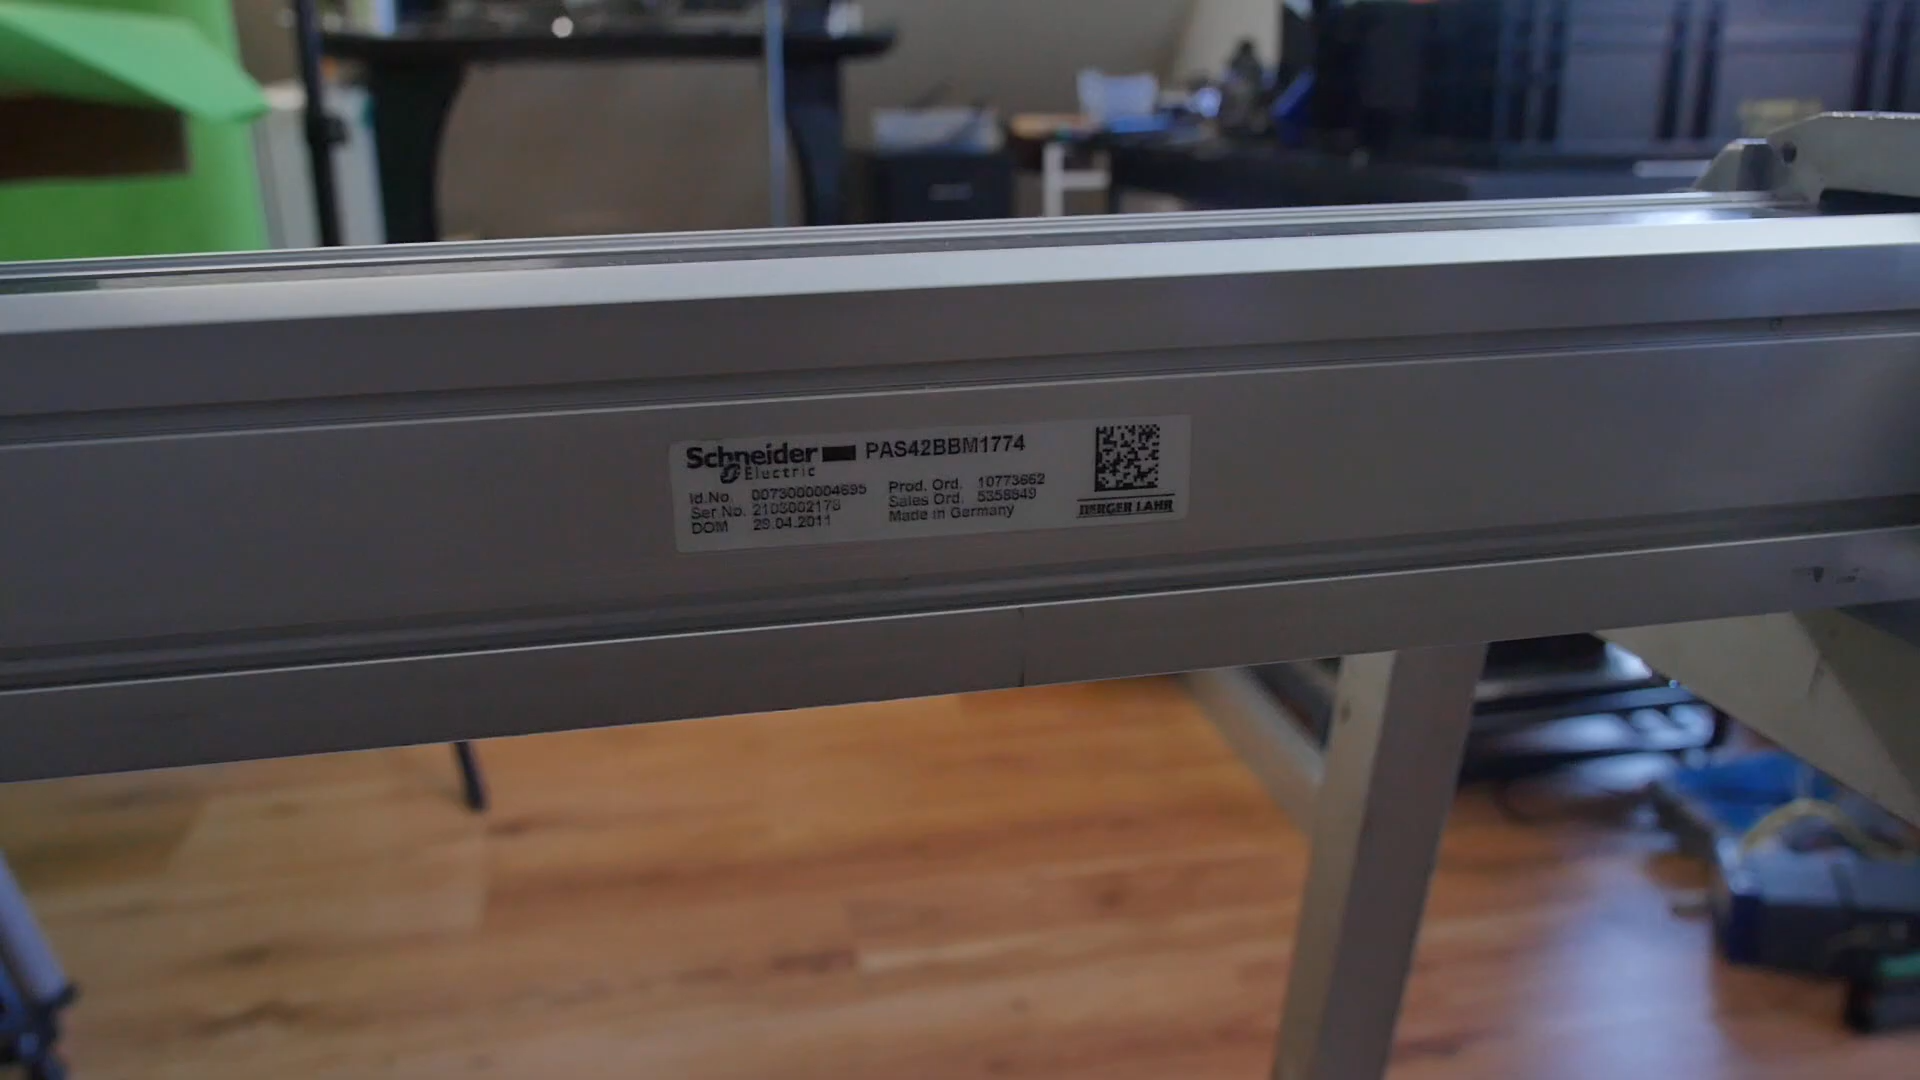 Schneider Electric PAS42BBM1774
Id.No. 0073000004695 Prod. Ord. 10773662
Ser.No. 2103002178 Sales Ord. 5358849
DOM 29.04.2011 Made in Germany
BERGER LAHR